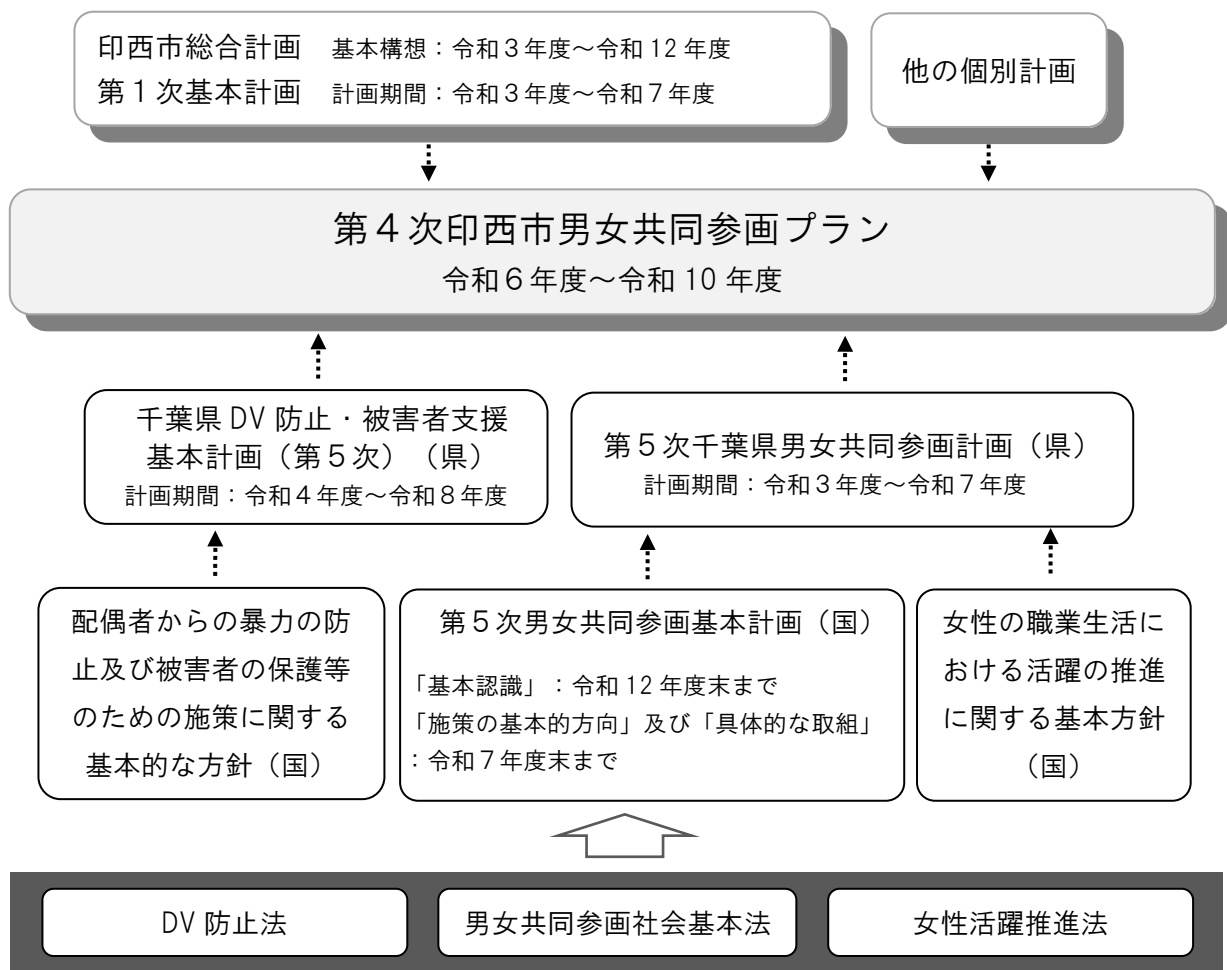 印西市総合計画 基本構想：令和３年度～令和 12 年度
第１次基本計画 計画期間：令和３年度～令和７年度
他の個別計画
第４次印西市男女共同参画プラン
令和６年度～令和 10 年度
千葉県 DV 防止・被害者支援
基本計画（第５次）（県）
計画期間：令和４年度～令和８年度
第５次千葉県男女共同参画計画（県）
計画期間：令和３年度～令和７年度
配偶者からの暴力の防
止及び被害者の保護等
のための施策に関する
基本的な方針（国）
第５次男女共同参画基本計画（国）
「基本認識」：令和 12 年度末まで
「施策の基本的方向」及び「具体的な取組」
：令和７年度末まで
女性の職業生活に
おける活躍の推進
に関する基本方針
（国）
DV 防止法
男女共同参画社会基本法
女性活躍推進法